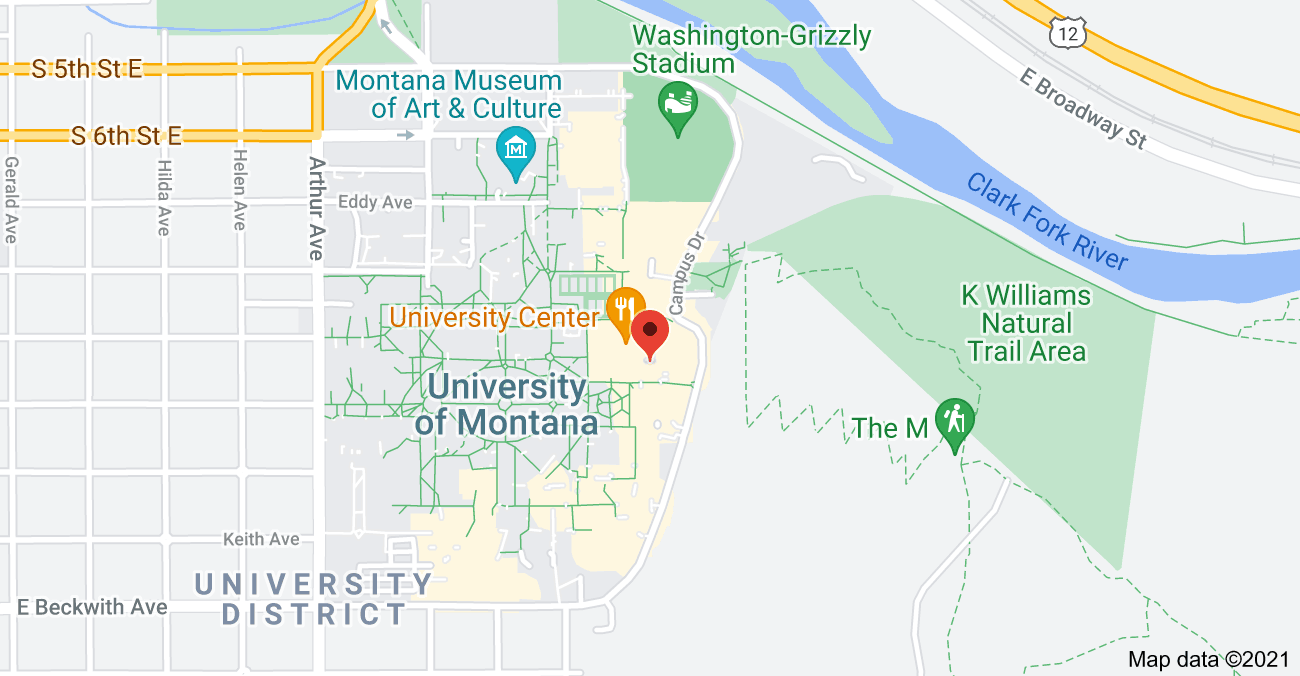 Washington-Grizzly
Stadium
12
S 5th St E
Montana Museum
of Art & Culture
E Broadway St
S 6th St E
M
Gerald Ave
Hilda Ave
Helen Ave
Arthur Ave
Eddy Ave
Clark Fork River
Campus Dr
K Williams
Natural
Trail Area
University Center
University
of Montana
The M
Keith Ave
UNIVERSITY
DISTRICT
E Beckwith Ave
Map data ©2021